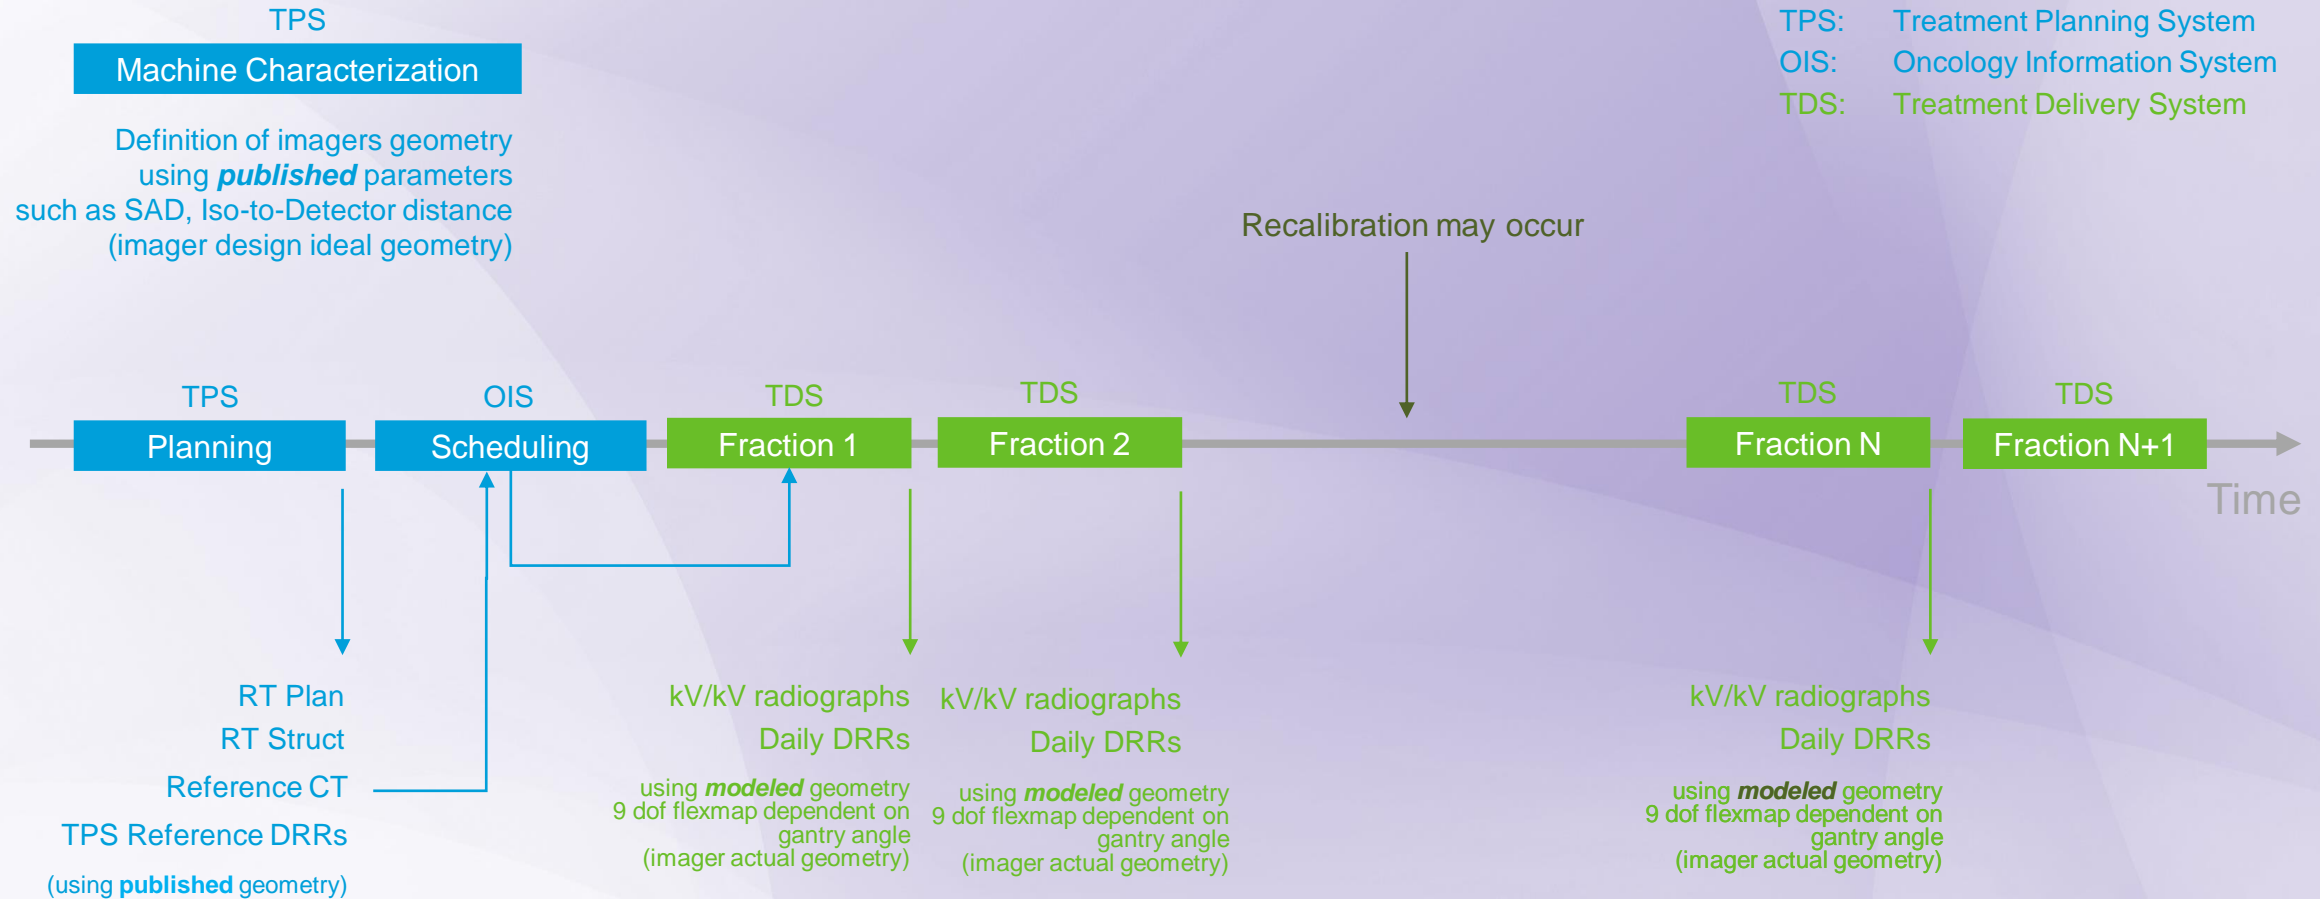 TPS
Machine Characterization
Definition of imagers geometry
using published parameters
such as SAD, Iso-to-Detector distance
(imager design ideal geometry)
TPS: Treatment Planning System
OIS: Oncology Information System
TDS: Treatment Delivery System
Recalibration may occur
TPS
Planning
OIS
Scheduling
TDS
Fraction 1
TDS
Fraction 2
TDS
Fraction N
TDS
Fraction N+1
Time
RT Plan
RT Struct
Reference CT
TPS Reference DRRs
(using published geometry)
kV/kV radiographs
Daily DRRs
using modeled geometry
9 dof flexmap dependent on
gantry angle
(imager actual geometry)
kV/kV radiographs
Daily DRRs
using modeled geometry
9 dof flexmap dependent on
gantry angle
(imager actual geometry)
kV/kV radiographs
Daily DRRs
using modeled geometry
9 dof flexmap dependent on
gantry angle
(imager actual geometry)